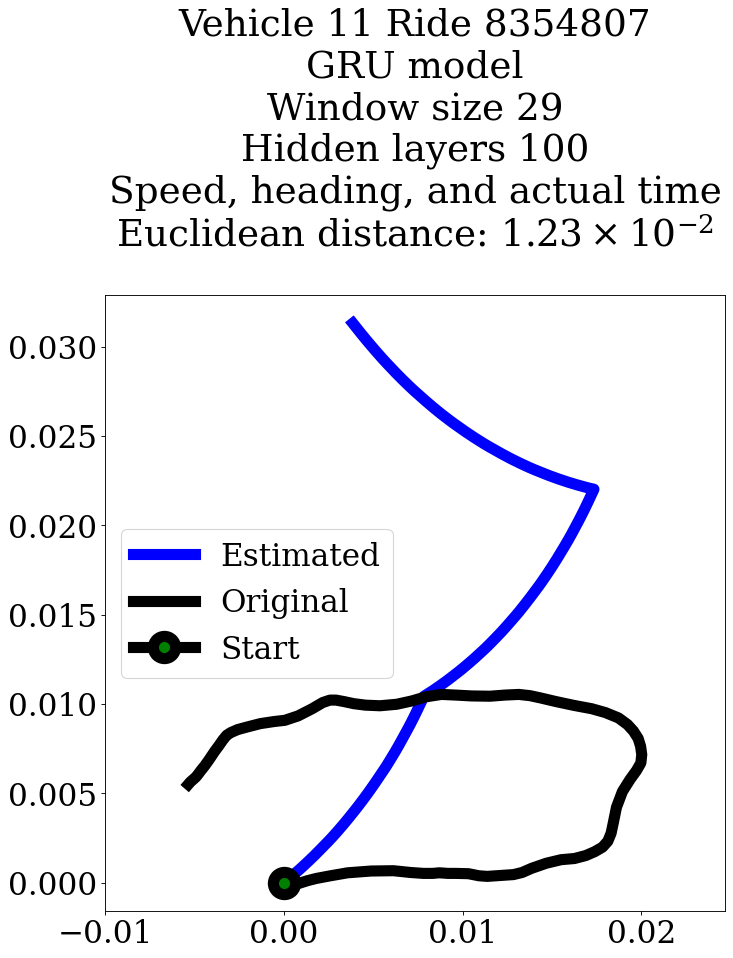 Vehicle 11 Ride 8354807
GRU model
Window size 29
Hidden layers 100
Speed, heading, and actual time
Euclidean distance: 1.23 × 10⁻²
0.030
0.025
0.020
0.015
0.010
0.005
0.000
Estimated
Original
Start
−0.01 0.00 0.01 0.02